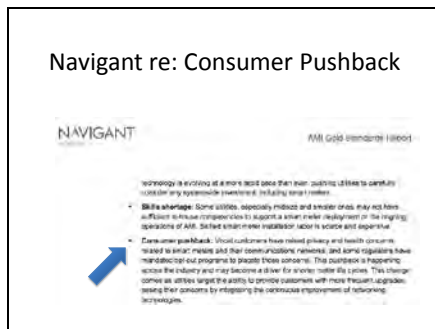 Navigant re: Consumer Pushback
NAVIGANT
AMI Gold Standards Report
technology is evolving at a more rapid pace than ever, pushing utilities to carefully
consider any systemwide investment, including smart meters.
• Skills shortage: Some utilities, especially midsize and smaller ones, may not have
sufficient in-house competencies to support a smart meter deployment or the ongoing
operations of AMI. Skilled smart meter installation labor is scarce and expensive.
• Consumer pushback: Vocal customers have raised privacy and health concerns
related to smart meters and their communications networks, and some regulators have
mandated opt-out programs to placate those concerns. This pushback is happening
across the industry and may become a driver for shorter meter life cycles. This change
comes as utilities target the ability to provide customers with more frequent upgrades,
easing their concerns by integrating the continuous improvement of networking
technologies.